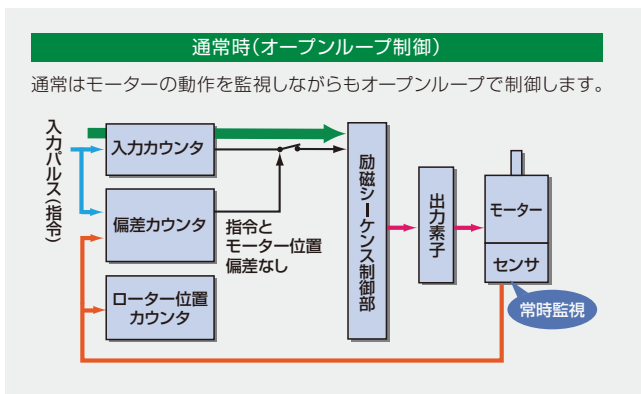 通常時(オープンループ制御)
通常はモーターの動作を監視しながらもオープンループで制御します。
入力パルス(指令)
入力カウンタ
偏差カウンタ
ローター位置
カウンタ
指令と
モーター位置
偏差なし
励磁シーケンス制御部
出力素子
モーター
センサ
常時監視